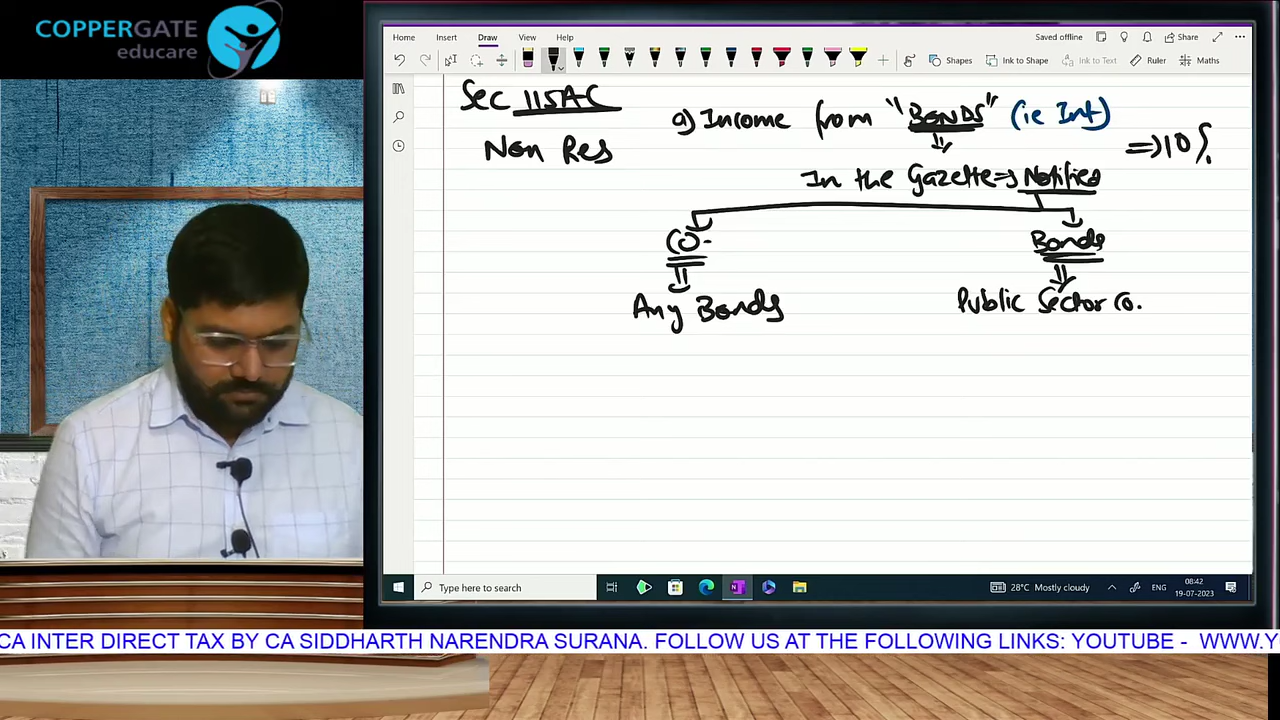 COPPERGATE
educare
Home Insert Draw View Help
Saved offline
Share
Shapes
Ink to Shape
Ink to Text
Ruler
Maths
Sec 115AC
Non Res
a) Income from "BONDS" (ie Int)
⇒ 10%
In the Gazette ⇒ Notified
Co.
Bonds
Any Bonds
Public Sector Co.
Type here to search
28°C Mostly cloudy
ENG
08:42
19-07-2023
CA INTER DIRECT TAX BY CA SIDDHARTH NARENDRA SURANA. FOLLOW US AT THE FOLLOWING LINKS: YOUTUBE - WWW.Y